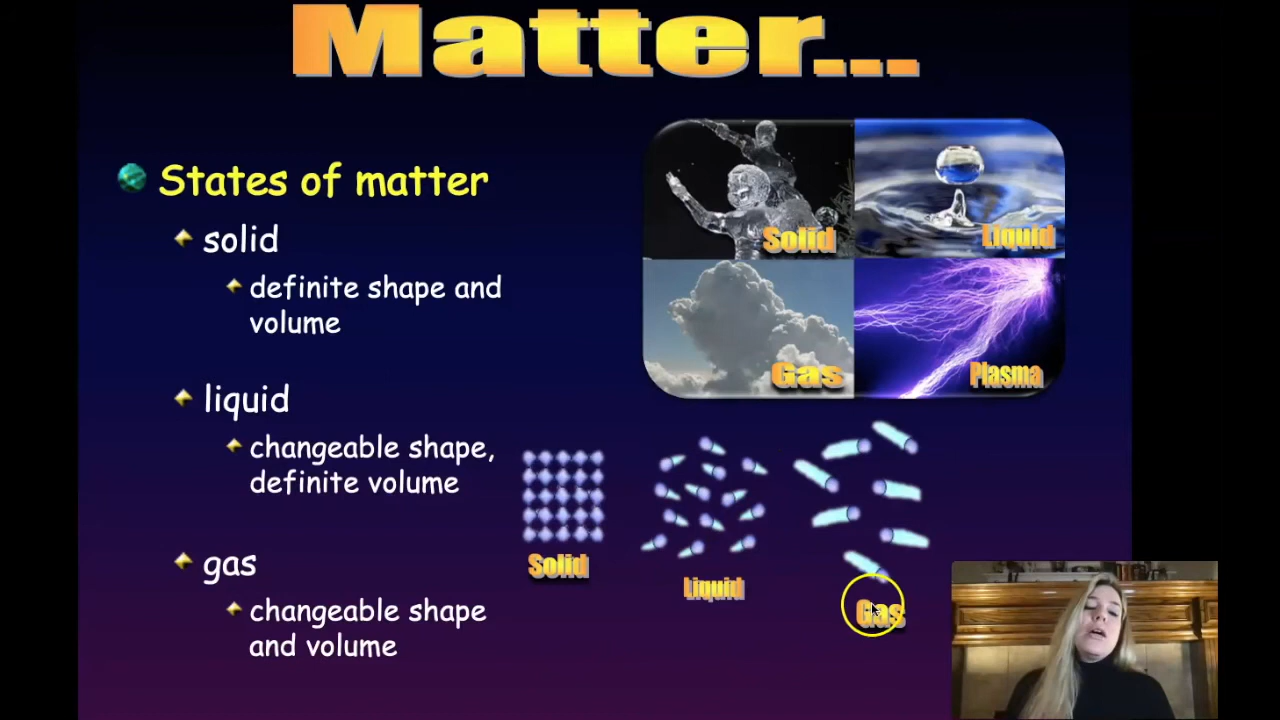 Matter...
States of matter
solid
definite shape and
volume
liquid
changeable shape,
definite volume
gas
changeable shape
and volume
Solid
Liquid
Gas
Plasma
Solid
Liquid
Gas